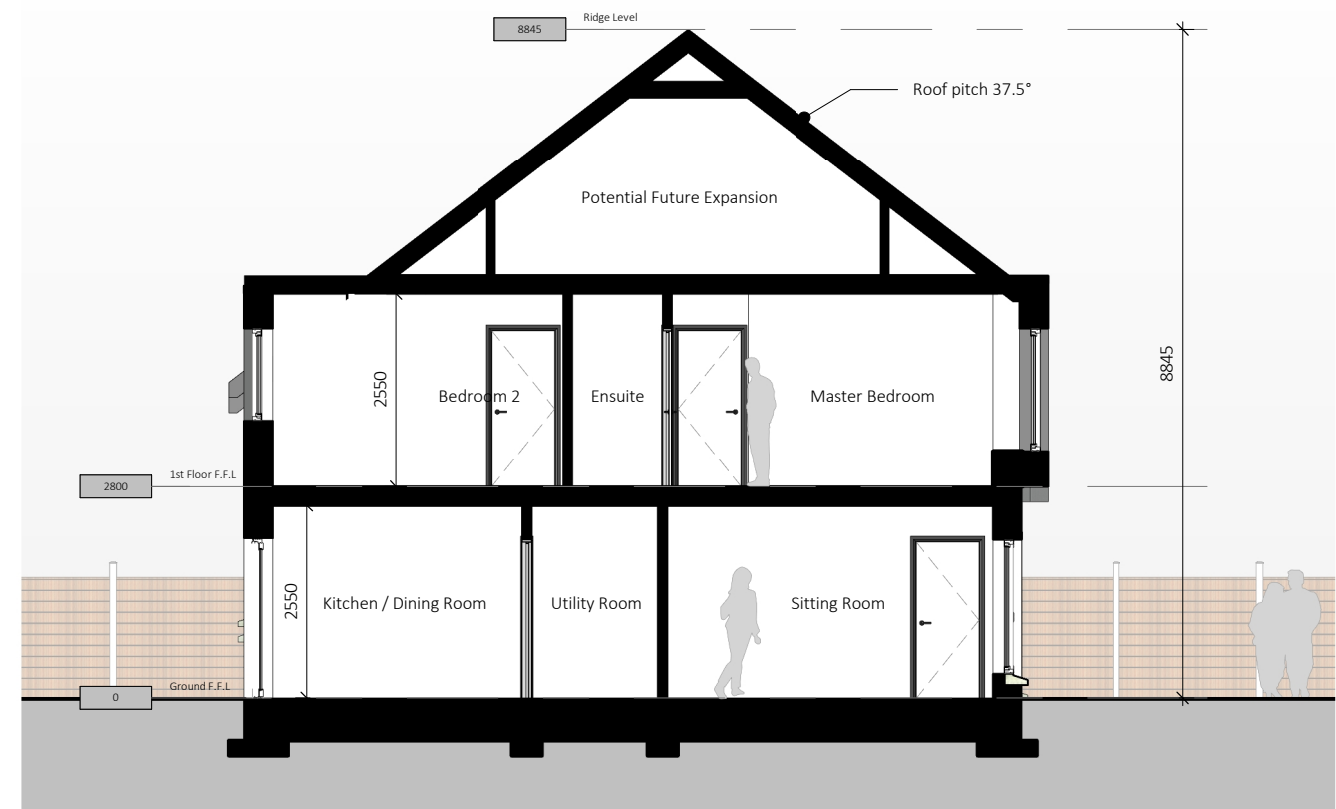 Ridge Level
8845
Roof pitch 37.5°
Potential Future Expansion
8845
2550
Bedroom 2
Ensuite
Master Bedroom
1st Floor F.F.L
2800
2550
Kitchen / Dining Room
Utility Room
Sitting Room
Ground F.F.L
0